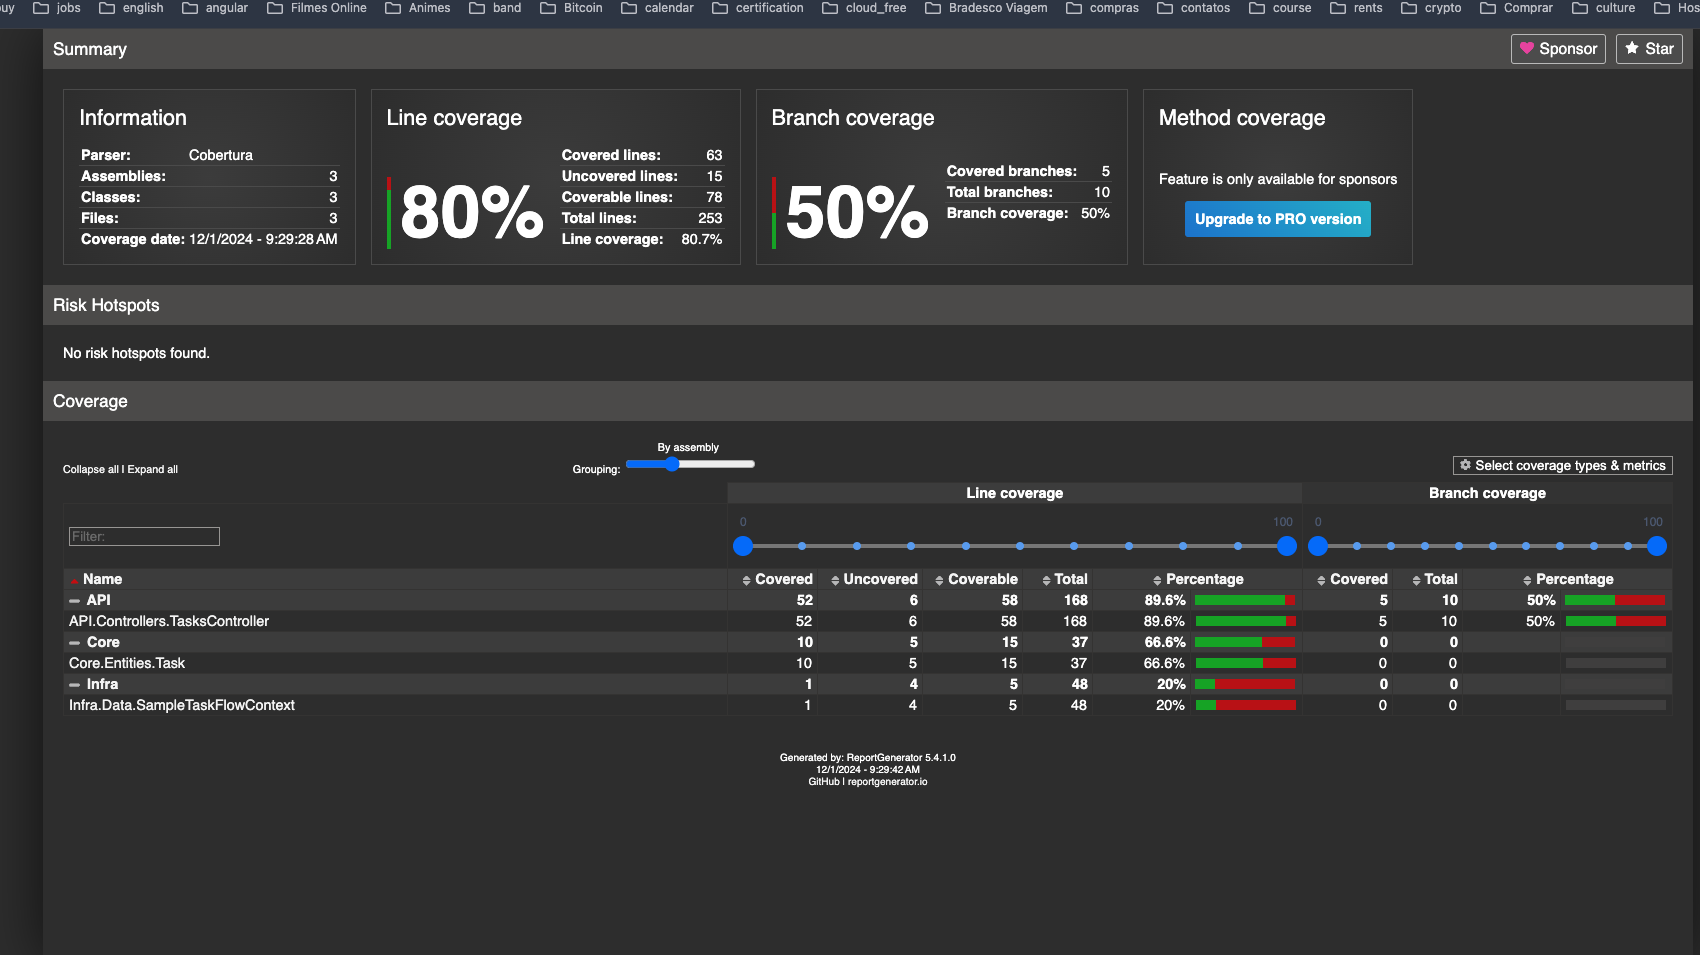 jobs english angular Filmes Online Animes band Bitcoin calendar certification cloud_free Bradesco Viagem compras contatos course rents crypto Comprar culture
Summary
Sponsor
Star
Information
Parser: Cobertura
Assemblies: 3
Classes: 3
Files: 3
Coverage date: 12/1/2024 - 9:29:28 AM
Line coverage
80%
Covered lines: 63
Uncovered lines: 15
Coverable lines: 78
Total lines: 253
Line coverage: 80.7%
Branch coverage
50%
Covered branches: 5
Total branches: 10
Branch coverage: 50%
Method coverage
Feature is only available for sponsors
Upgrade to PRO version
Risk Hotspots
No risk hotspots found.
Coverage
Collapse all | Expand all
By assembly
Grouping:
Select coverage types & metrics
Line coverage Branch coverage
Filter:
0 100 0 100
Name Covered Uncovered Coverable Total Percentage Covered Total Percentage
API 52 6 58 168 89.6% 5 10 50%
API.Controllers.TasksController 52 6 58 168 89.6% 5 10 50%
Core 10 5 15 37 66.6% 0 0
Core.Entities.Task 10 5 15 37 66.6% 0 0
Infra 1 4 5 48 20% 0 0
Infra.Data.SampleTaskFlowContext 1 4 5 48 20% 0 0
Generated by: ReportGenerator 5.4.1.0
12/1/2024 - 9:29:42 AM
GitHub | reportgenerator.io